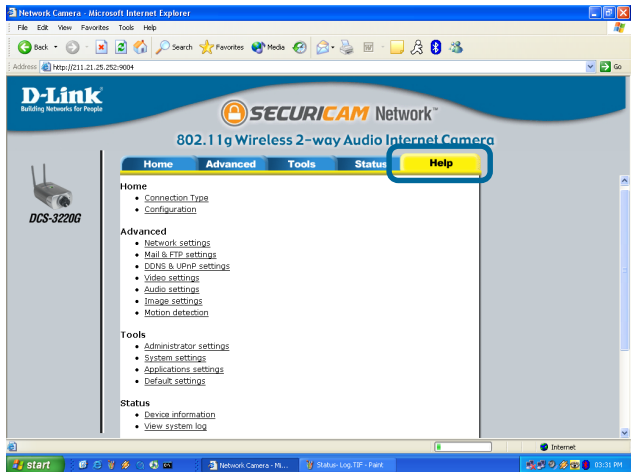 Network Camera - Microsoft Internet Explorer
File Edit View Favorites Tools Help
Back Search Favorites Media
Address http://211.21.25.252:9004 Go
D-Link
Building Networks for People
SECURICAM Network™
802.11g Wireless 2-way Audio Internet Camera
Home Advanced Tools Status Help
DCS-3220G
Home
• Connection Type
• Configuration
Advanced
• Network settings
• Mail & FTP settings
• DDNS & UPnP settings
• Video settings
• Audio settings
• Image settings
• Motion detection
Tools
• Administrator settings
• System settings
• Applications settings
• Default settings
Status
• Device information
• View system log
Internet
start Network Camera - Mi... Status- Log.TIF - Paint 03:31 PM